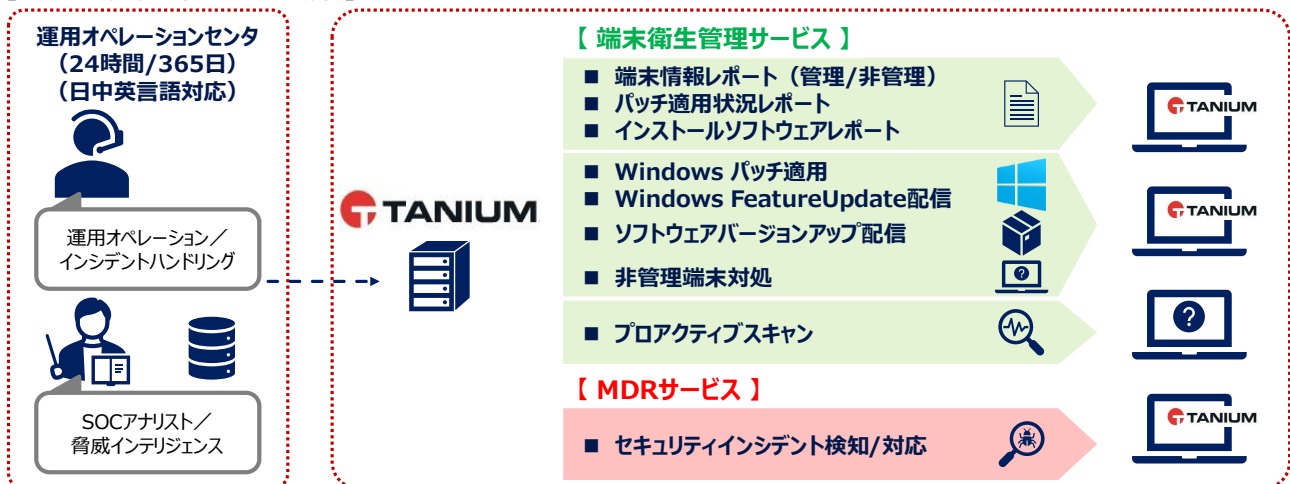 運用オペレーションセンタ
(24時間/365日)
(日中英言語対応)
運用オペレーション/
インシデントハンドリング
SOCアナリスト/
脅威インテリジェンス
TANIUM
【 端末衛生管理サービス 】
■ 端末情報レポート(管理/非管理)
■ パッチ適用状況レポート
■ インストールソフトウェアレポート
■ Windows パッチ適用
■ Windows FeatureUpdate配信
■ ソフトウェアバージョンアップ配信
■ 非管理端末対処
?
■ プロアクティブスキャン
【 MDRサービス 】
■ セキュリティインシデント検知/対応
TANIUM
TANIUM
?
TANIUM